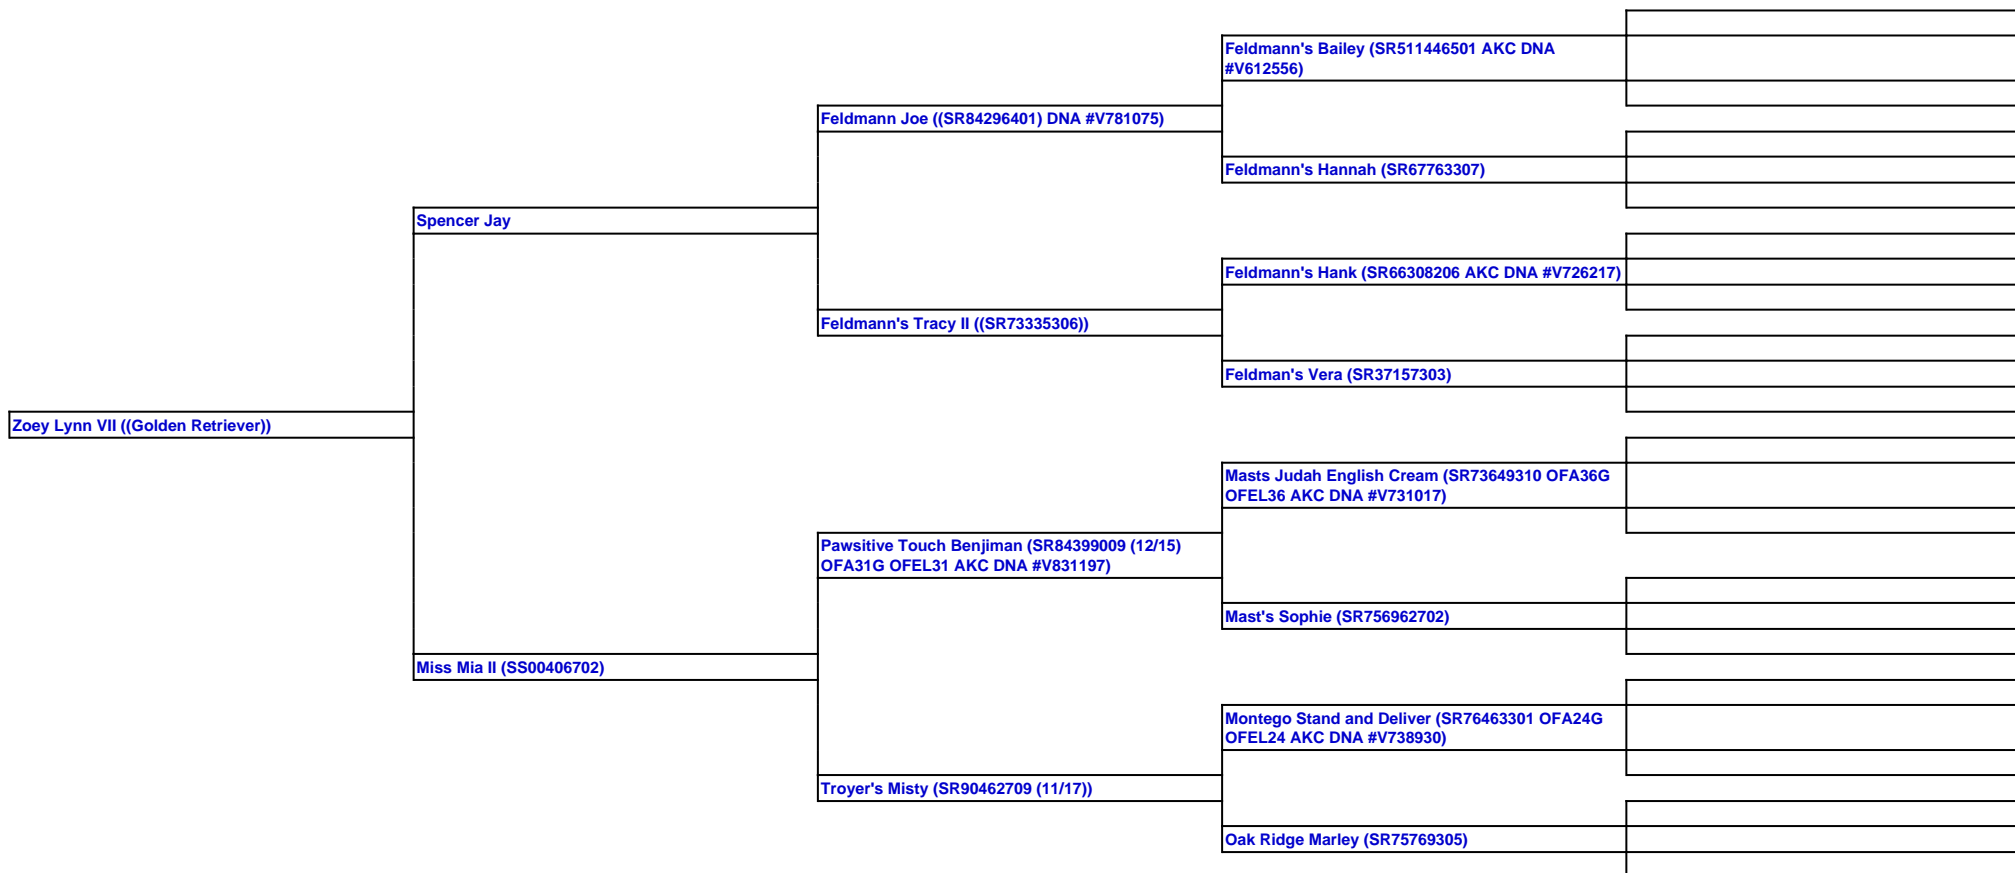 Feldmann's Bailey (SR511446501 AKC DNA
#V612556)
Feldmann Joe ((SR84296401) DNA #V781075)
Feldmann's Hannah (SR67763307)
Spencer Jay
Feldmann's Hank (SR66308206 AKC DNA #V726217)
Feldmann's Tracy II ((SR73335306))
Feldman's Vera (SR37157303)
Zoey Lynn VII ((Golden Retriever))
Masts Judah English Cream (SR73649310 OFA36G
OFEL36 AKC DNA #V731017)
Pawsitive Touch Benjiman (SR84399009 (12/15)
OFA31G OFEL31 AKC DNA #V831197)
Mast's Sophie (SR756962702)
Miss Mia II (SS00406702)
Montego Stand and Deliver (SR76463301 OFA24G
OFEL24 AKC DNA #V738930)
Troyer's Misty (SR90462709 (11/17))
Oak Ridge Marley (SR75769305)